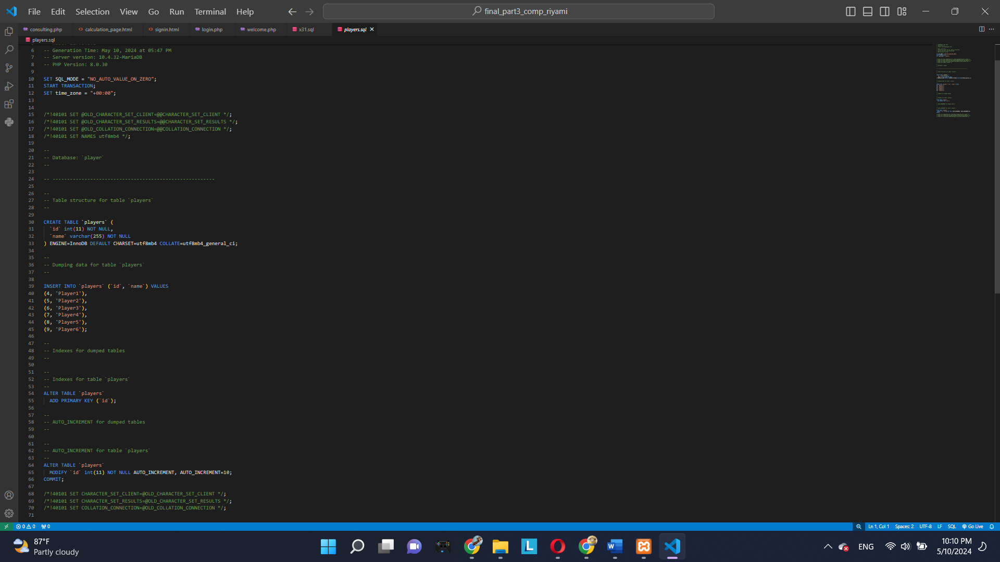 File Edit Selection View Go Run Terminal Help
final_part3_comp_riyami
consulting.php calculation_page.html signin.html login.php welcome.php x31.sql players.sql
players.sql
6 -- Generation Time: May 10, 2024 at 05:47 PM
7 -- Server version: 10.4.32-MariaDB
8 -- PHP Version: 8.0.30
9
10 SET SQL_MODE = "NO_AUTO_VALUE_ON_ZERO";
11 START TRANSACTION;
12 SET time_zone = "+00:00";
13
14
15 /*!40101 SET @OLD_CHARACTER_SET_CLIENT=@@CHARACTER_SET_CLIENT */;
16 /*!40101 SET @OLD_CHARACTER_SET_RESULTS=@@CHARACTER_SET_RESULTS */;
17 /*!40101 SET @OLD_COLLATION_CONNECTION=@@COLLATION_CONNECTION */;
18 /*!40101 SET NAMES utf8mb4 */;
19
20 --
21 -- Database: `player`
22 --
23
24 -- --------------------------------------------------------
25
26 --
27 -- Table structure for table `players`
28 --
29
30 CREATE TABLE `players` (
31 `id` int(11) NOT NULL,
32 `name` varchar(255) NOT NULL
33 ) ENGINE=InnoDB DEFAULT CHARSET=utf8mb4 COLLATE=utf8mb4_general_ci;
34
35 --
36 -- Dumping data for table `players`
37 --
38
39 INSERT INTO `players` (`id`, `name`) VALUES
40 (4, 'Player1'),
41 (5, 'Player2'),
42 (6, 'Player3'),
43 (7, 'Player4'),
44 (8, 'Player5'),
45 (9, 'Player6');
46
47 --
48 -- Indexes for dumped tables
49 --
50
51 --
52 -- Indexes for table `players`
53 --
54 ALTER TABLE `players`
55 ADD PRIMARY KEY (`id`);
56
57 --
58 -- AUTO_INCREMENT for dumped tables
59 --
60
61 --
62 -- AUTO_INCREMENT for table `players`
63 --
64 ALTER TABLE `players`
65 MODIFY `id` int(11) NOT NULL AUTO_INCREMENT, AUTO_INCREMENT=10;
66 COMMIT;
67
68 /*!40101 SET CHARACTER_SET_CLIENT=@OLD_CHARACTER_SET_CLIENT */;
69 /*!40101 SET CHARACTER_SET_RESULTS=@OLD_CHARACTER_SET_RESULTS */;
70 /*!40101 SET COLLATION_CONNECTION=@OLD_COLLATION_CONNECTION */;
71
0 0 0 Ln 1, Col 1 Spaces: 2 UTF-8 LF SQL Go Live
87°F
Partly cloudy
L
W
ENG
10:10 PM
5/10/2024